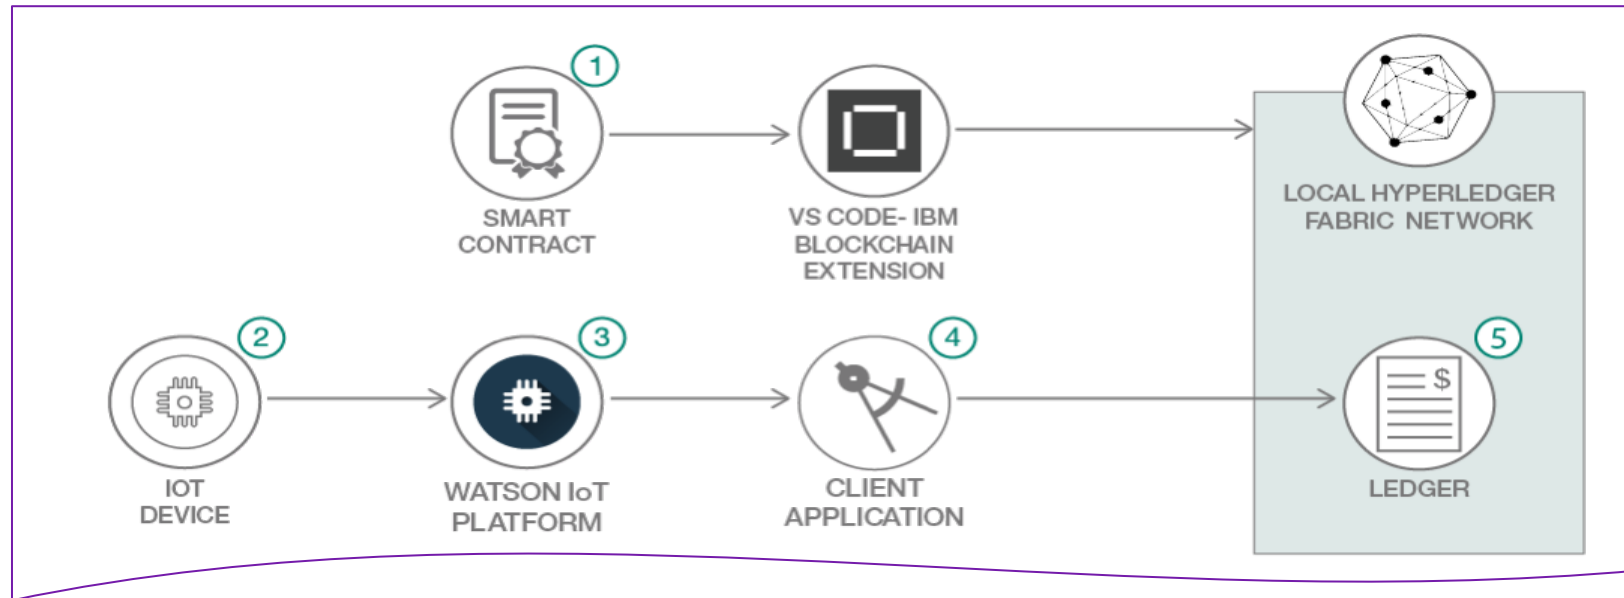 1
SMART
CONTRACT
VS CODE- IBM
BLOCKCHAIN
EXTENSION
LOCAL HYPERLEDGER
FABRIC NETWORK
2
IOT
DEVICE
3
WATSON IoT
PLATFORM
4
CLIENT
APPLICATION
5
$
LEDGER